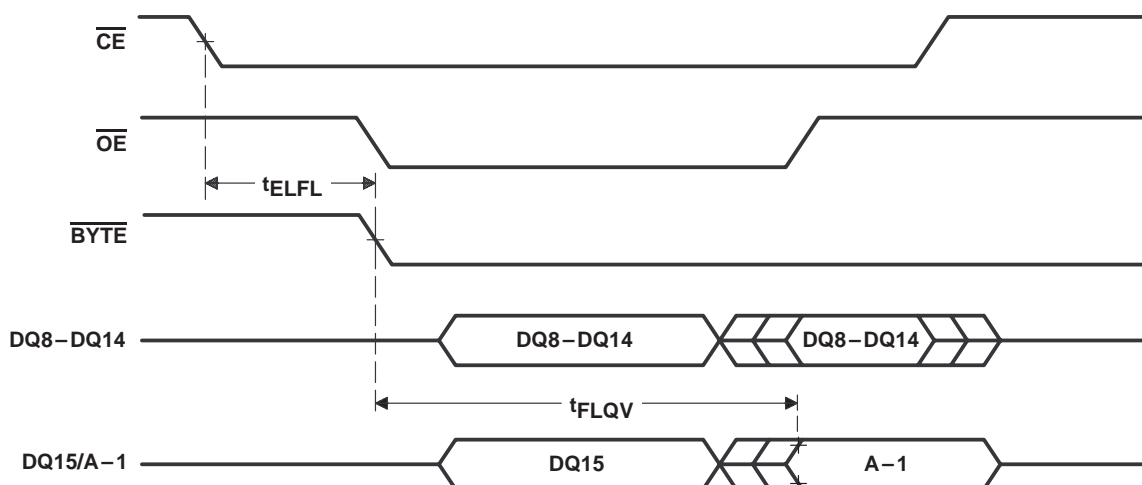 CE
OE
tELFL
BYTE
DQ8–DQ14 DQ8–DQ14 DQ8–DQ14
tFLQV
DQ15/A–1 DQ15 A–1